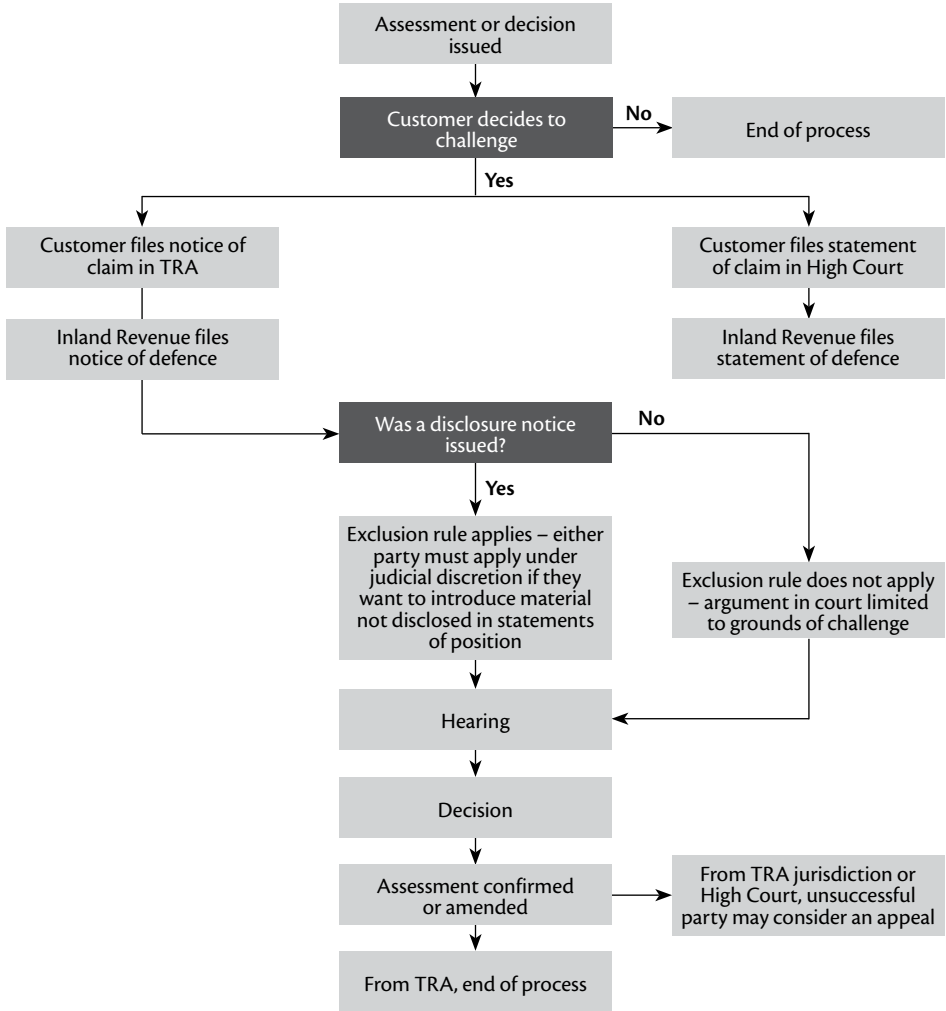 Assessment or decision
issued
Customer decides to
challenge
No
End of process
Yes
Customer files notice of
claim in TRA
Customer files statement
of claim in High Court
Inland Revenue files
notice of defence
Inland Revenue files
statement of defence
Was a disclosure notice
issued?
No
Yes
Exclusion rule applies – either
party must apply under
judicial discretion if they
want to introduce material
not disclosed in statements
of position
Exclusion rule does not apply
– argument in court limited
to grounds of challenge
Hearing
Decision
Assessment confirmed
or amended
From TRA jurisdiction or
High Court, unsuccessful
party may consider an appeal
From TRA, end of process